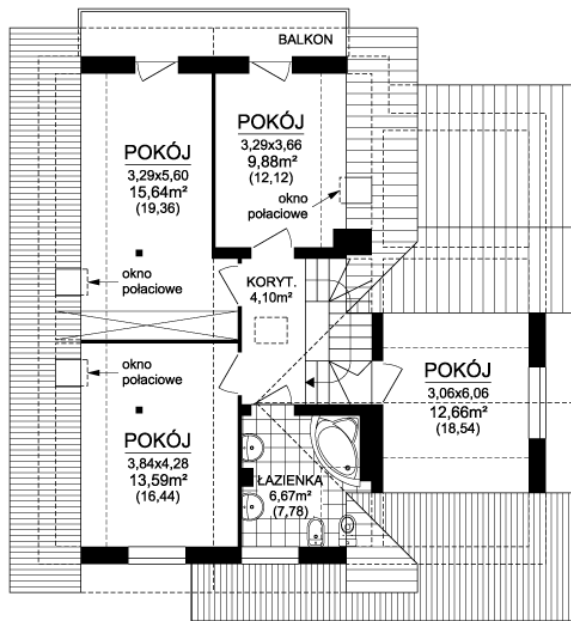 BALKON
POKÓJ
3,29x5,60
15,64m²
(19,36)
POKÓJ
3,29x3,66
9,88m²
(12,12)
okno
połaciowe
okno
połaciowe
KORYT.
4,10m²
okno
połaciowe
POKÓJ
3,84x4,28
13,59m²
(16,44)
POKÓJ
3,06x6,06
12,66m²
(18,54)
ŁAZIENKA
6,67m²
(7,78)